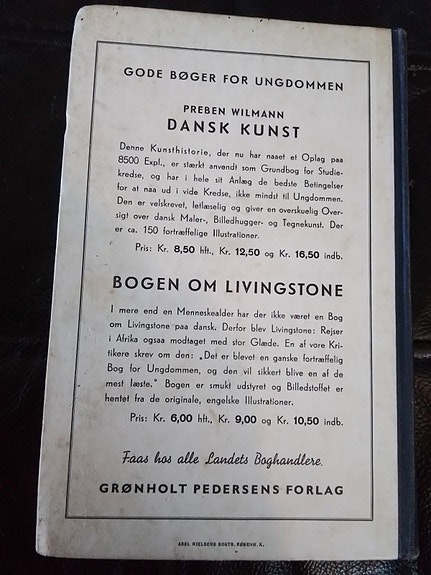 GODE BØGER FOR UNGDOMMEN
PREBEN WILMANN
DANSK KUNST
Denne Kunsthistorie, der nu har naaet et Oplag paa
8500 Expl., er stærkt anvendt som Grundbog for Studie-
kredse, og har i hele sit Anlæg de bedste Betingelser
for at naa ud i vide Kredse, ikke mindst til Ungdommen.
Den er velskrevet, letlæselig og giver en overskuelig Over-
sigt over dansk Maler-, Billedhugger- og Tegnekunst. Der
er ca. 150 fortræffelige Illustrationer.
Pris: Kr. 8,50 hft., Kr. 12,50 og Kr. 16,50 indb.
BOGEN OM LIVINGSTONE
I mere end en Menneskealder har der ikke været en Bog
om Livingstone paa dansk. Derfor blev Livingstone: Rejser
i Afrika ogsaa modtaget med stor Glæde. En af vore Kri-
tikere skrev om den: „Det er blevet en ganske fortræffelig
Bog for Ungdommen, og den vil sikkert blive en af de
mest læste." Bogen er smukt udstyret og Billedstoffet er
hentet fra de originale, engelske Illustrationer.
Pris: Kr. 6,00 hft., Kr. 9,00 og Kr. 10,50 indb.
Faas hos alle Landets Boghandlere.
GRØNHOLT PEDERSENS FORLAG
AXEL NIELSENS BOGTR. KØBENH. K.